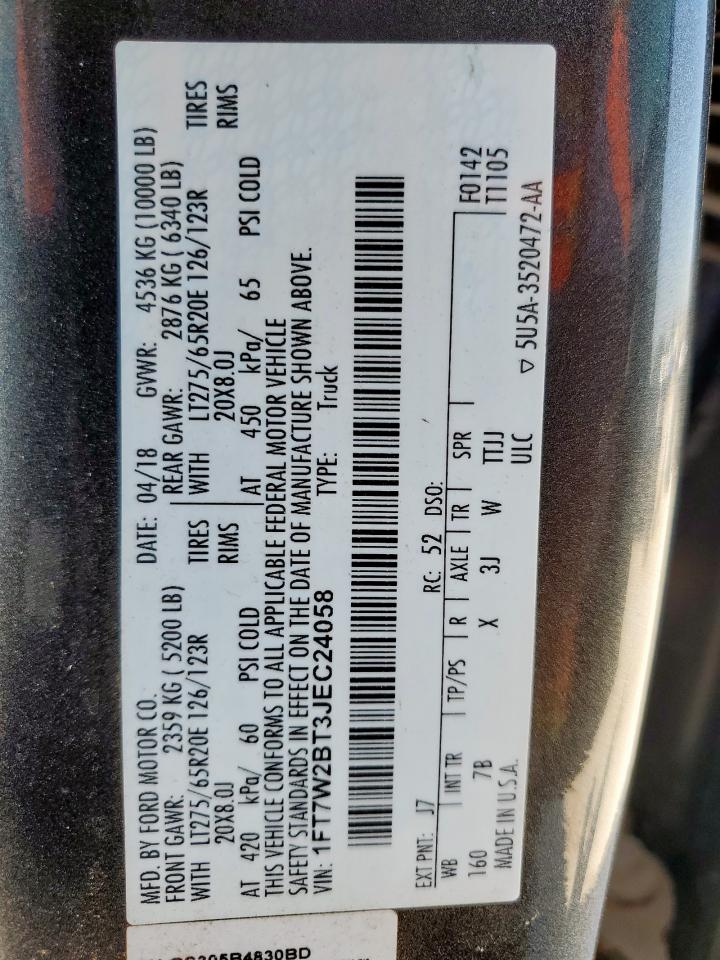 MFD. BY FORD MOTOR CO.
DATE: 04/18 GVWR: 4536 KG (10000 LB)
FRONT GAWR: 2359 KG ( 5200 LB)
REAR GAWR: 2876 KG ( 6340 LB)
WITH LT275/65R20E 126/123R TIRES
WITH LT275/65R20E 126/123R TIRES
20X8.0J RIMS
20X8.0J RIMS
AT 420 kPa/ 60 PSI COLD
AT 450 kPa/ 65 PSI COLD
THIS VEHICLE CONFORMS TO ALL APPLICABLE FEDERAL MOTOR VEHICLE
SAFETY STANDARDS IN EFFECT ON THE DATE OF MANUFACTURE SHOWN ABOVE.
VIN: 1FT7W2BT3JEC24058 TYPE: Truck
EXT PNT: J7 RC: 52 DSO: F0142
WB INT TR TP/PS R AXLE TR SPR T1105
160 7B X 3J W TTJJ
MADE IN U.S.A. ULC ▽ 5U5A-3520472-AA